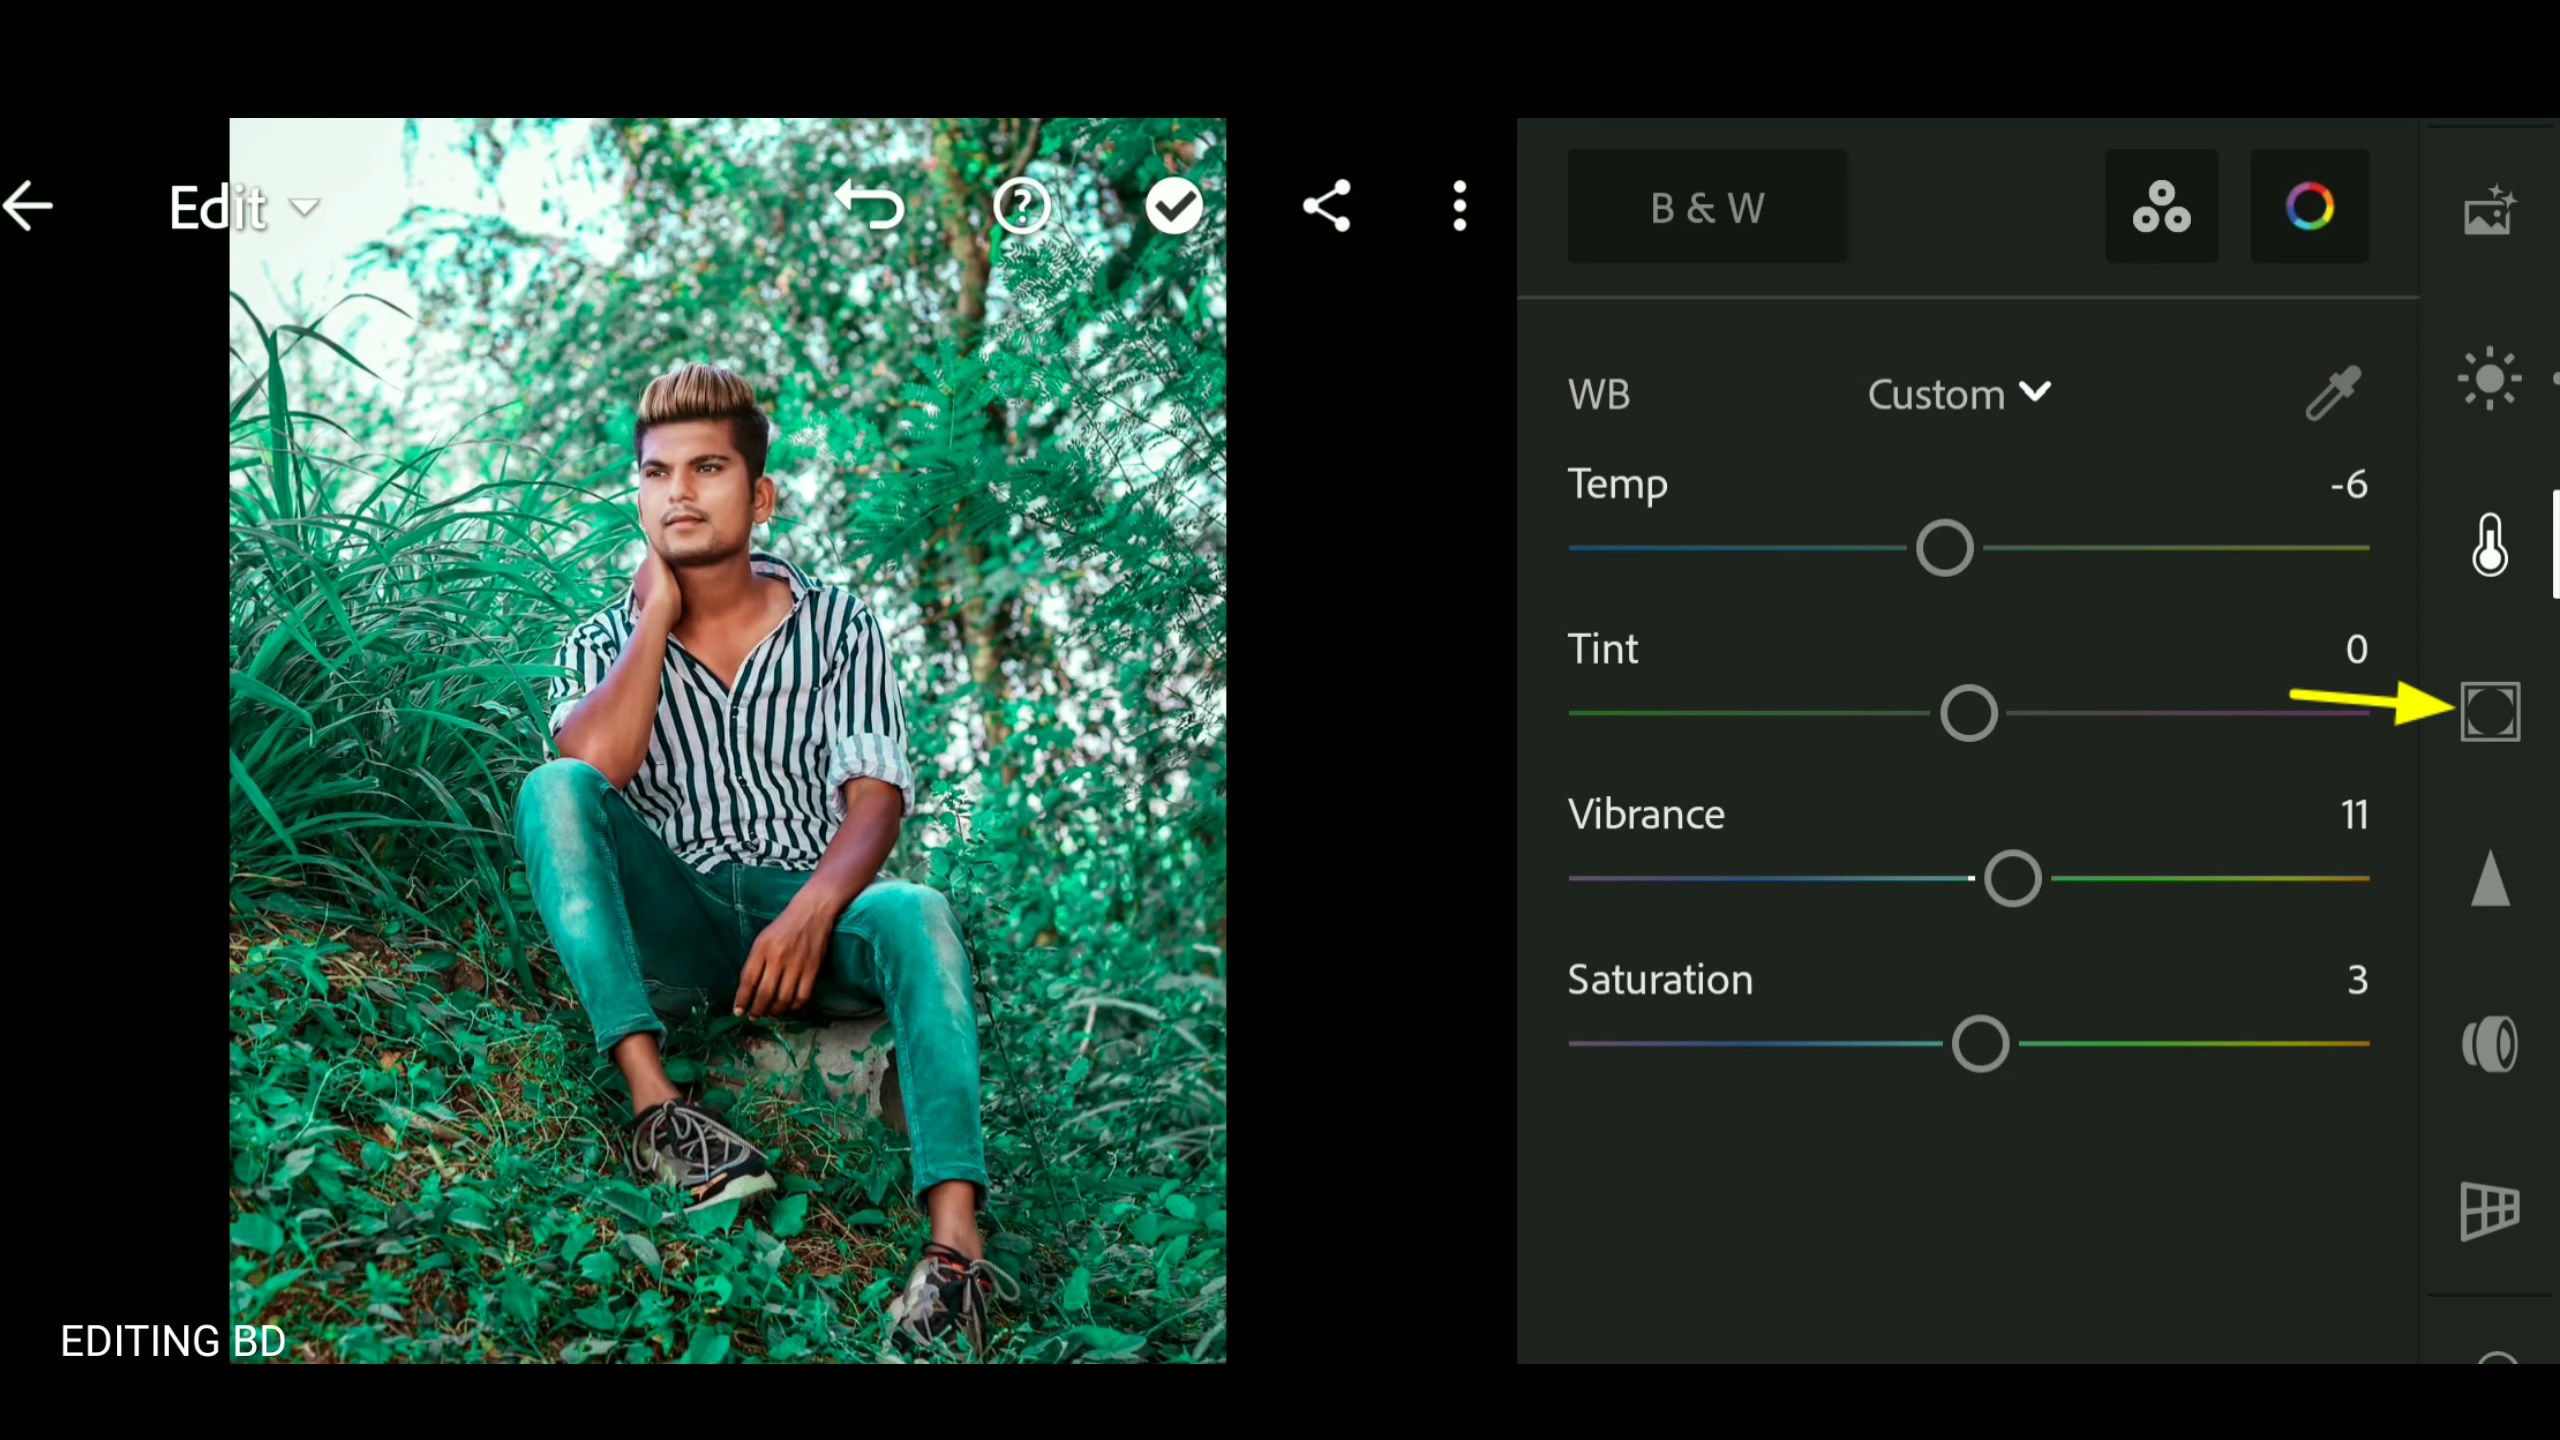 Edit
B & W
WB Custom
Temp -6
Tint 0
Vibrance 11
Saturation 3
EDITING BD